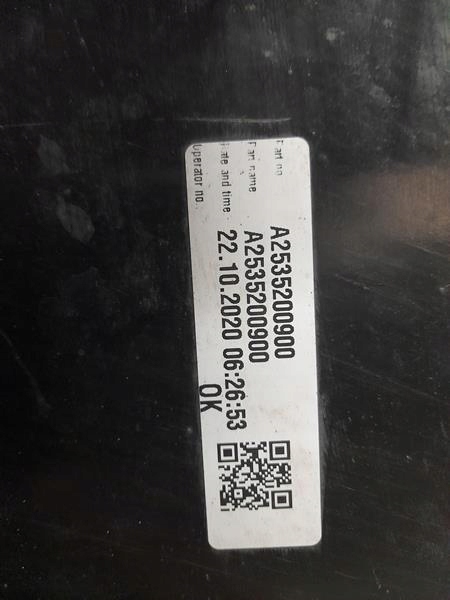 Part no A2535200900
Part name A2535200900
Date and time : 22.10.2020 06:26:53
Operator no.: OK